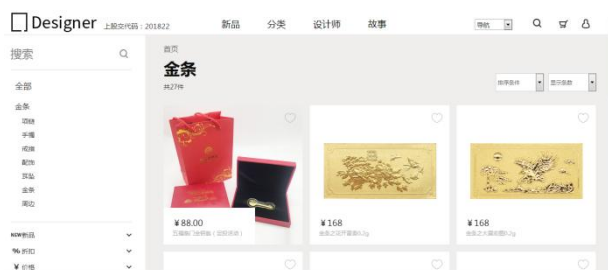 Designer 上股交代码：201822
新品 分类 设计师 故事
导航
搜索
全部
金条
项链
手镯
戒指
配饰
耳坠
金条
周边
NEW新品
% 折扣
¥ 价格
首页
金条
共27件
排序条件
显示条数
¥88.00
¥168
¥168